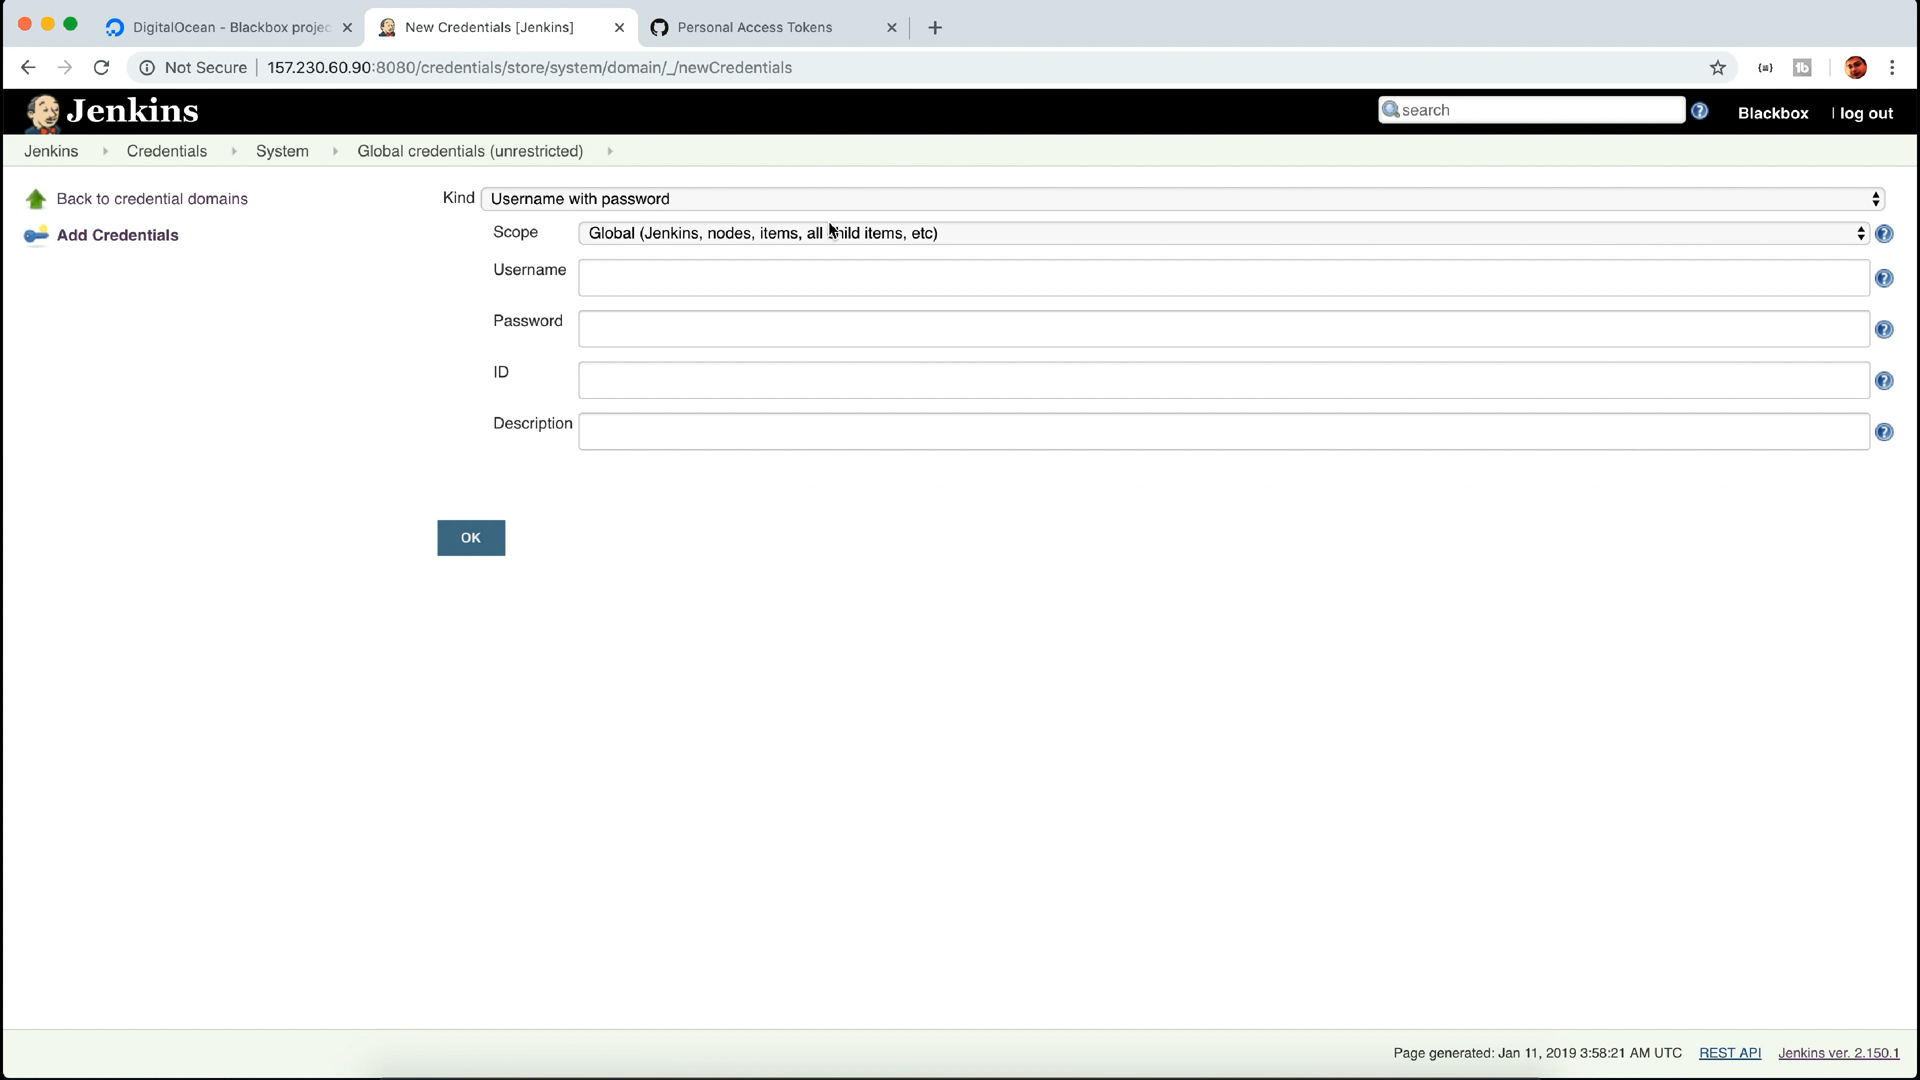 DigitalOcean - Blackbox projec
New Credentials [Jenkins]
Personal Access Tokens
Not Secure
157.230.60.90:8080/credentials/store/system/domain/_/newCredentials
{≡}
tb
Jenkins
search
Blackbox
| log out
Jenkins
Credentials
System
Global credentials (unrestricted)
Back to credential domains
Add Credentials
Kind
Username with password
Scope
Global (Jenkins, nodes, items, all child items, etc)
Username
Password
ID
Description
OK
Page generated: Jan 11, 2019 3:58:21 AM UTC
REST API
Jenkins ver. 2.150.1